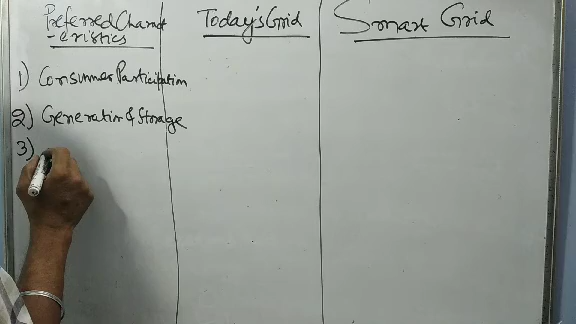 Preferred Charact
-eristics
Today's Grid
Smart Grid
1) Consumer Participation
2) Generation & Storage
3)